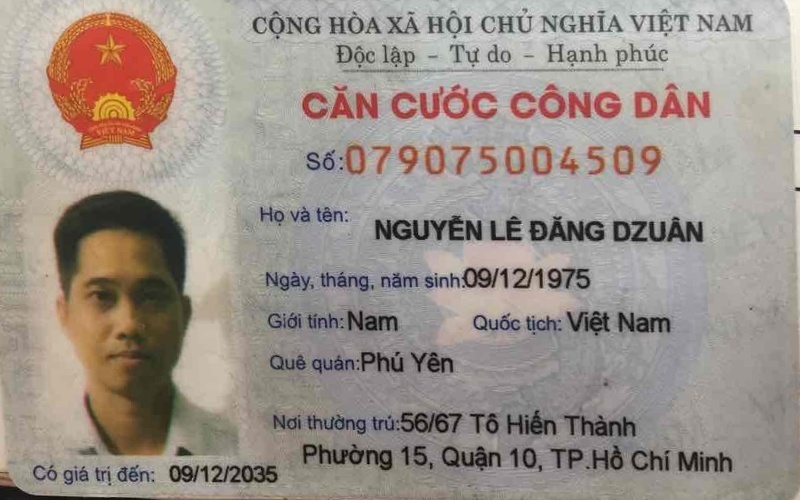 CỘNG HÒA XÃ HỘI CHỦ NGHĨA VIỆT NAM
Độc lập - Tự do - Hạnh phúc
CĂN CƯỚC CÔNG DÂN
Số: 079075004509
Họ và tên: NGUYỄN LÊ ĐĂNG DZUÂN
Ngày, tháng, năm sinh: 09/12/1975
Giới tính: Nam Quốc tịch: Việt Nam
Quê quán: Phú Yên
Nơi thường trú: 56/67 Tô Hiến Thành
Phường 15, Quận 10, TP.Hồ Chí Minh
Có giá trị đến: 09/12/2035
VIỆT NAM